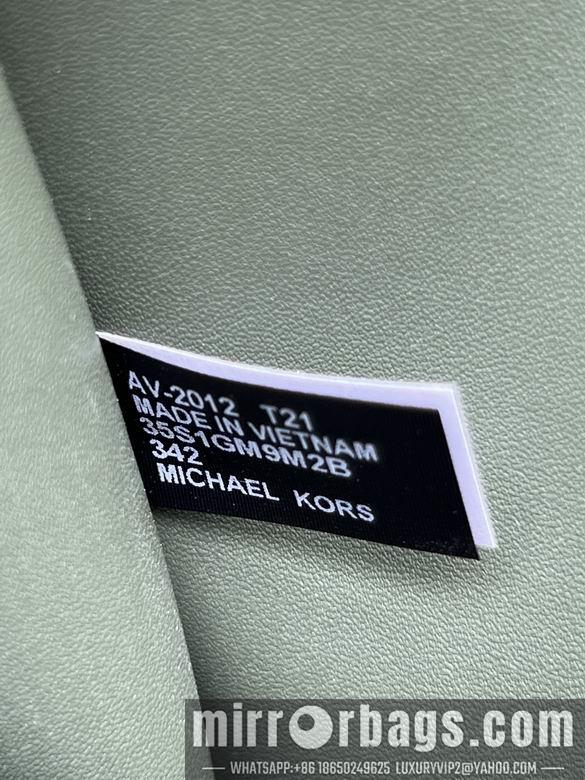 AV-2012 T21
MADE IN VIETNAM
35S1GM9M2B
342
MICHAEL KORS
mirrorbags.com
WHATSAPP:+86 18650249625 LUXURYVIP2@YAHOO.COM